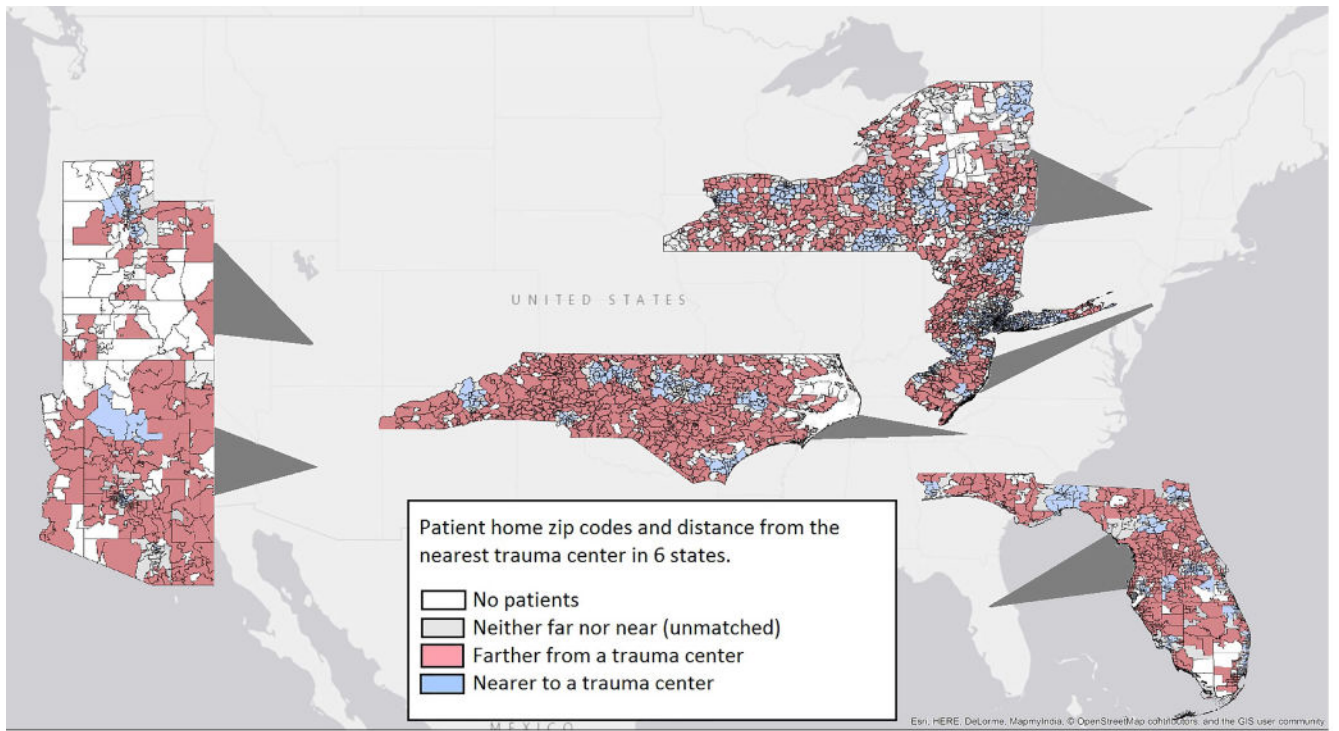 UNITED STATES
Patient home zip codes and distance from the
nearest trauma center in 6 states.
No patients
Neither far nor near (unmatched)
Farther from a trauma center
Nearer to a trauma center
MEXICO
Esri, HERE, DeLorme, MapmyIndia, © OpenStreetMap contributors, and the GIS user community